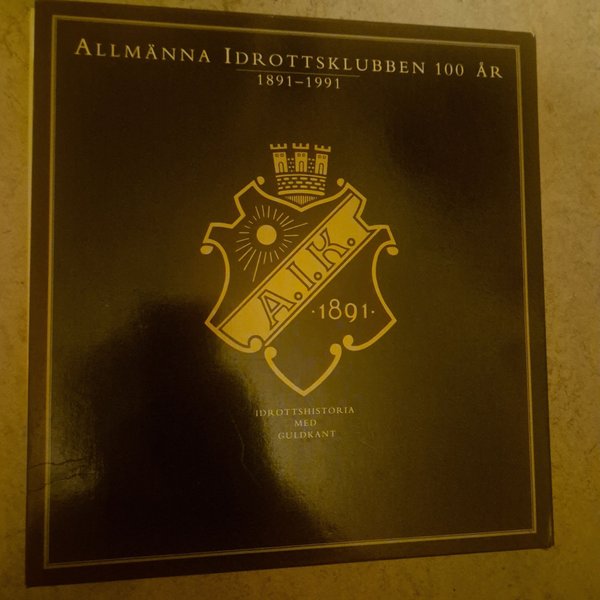 ALLMÄNNA IDROTTSKLUBBEN 100 ÅR
1891–1991
A.I.K.
·1891·
IDROTTSHISTORIA
MED
GULDKANT